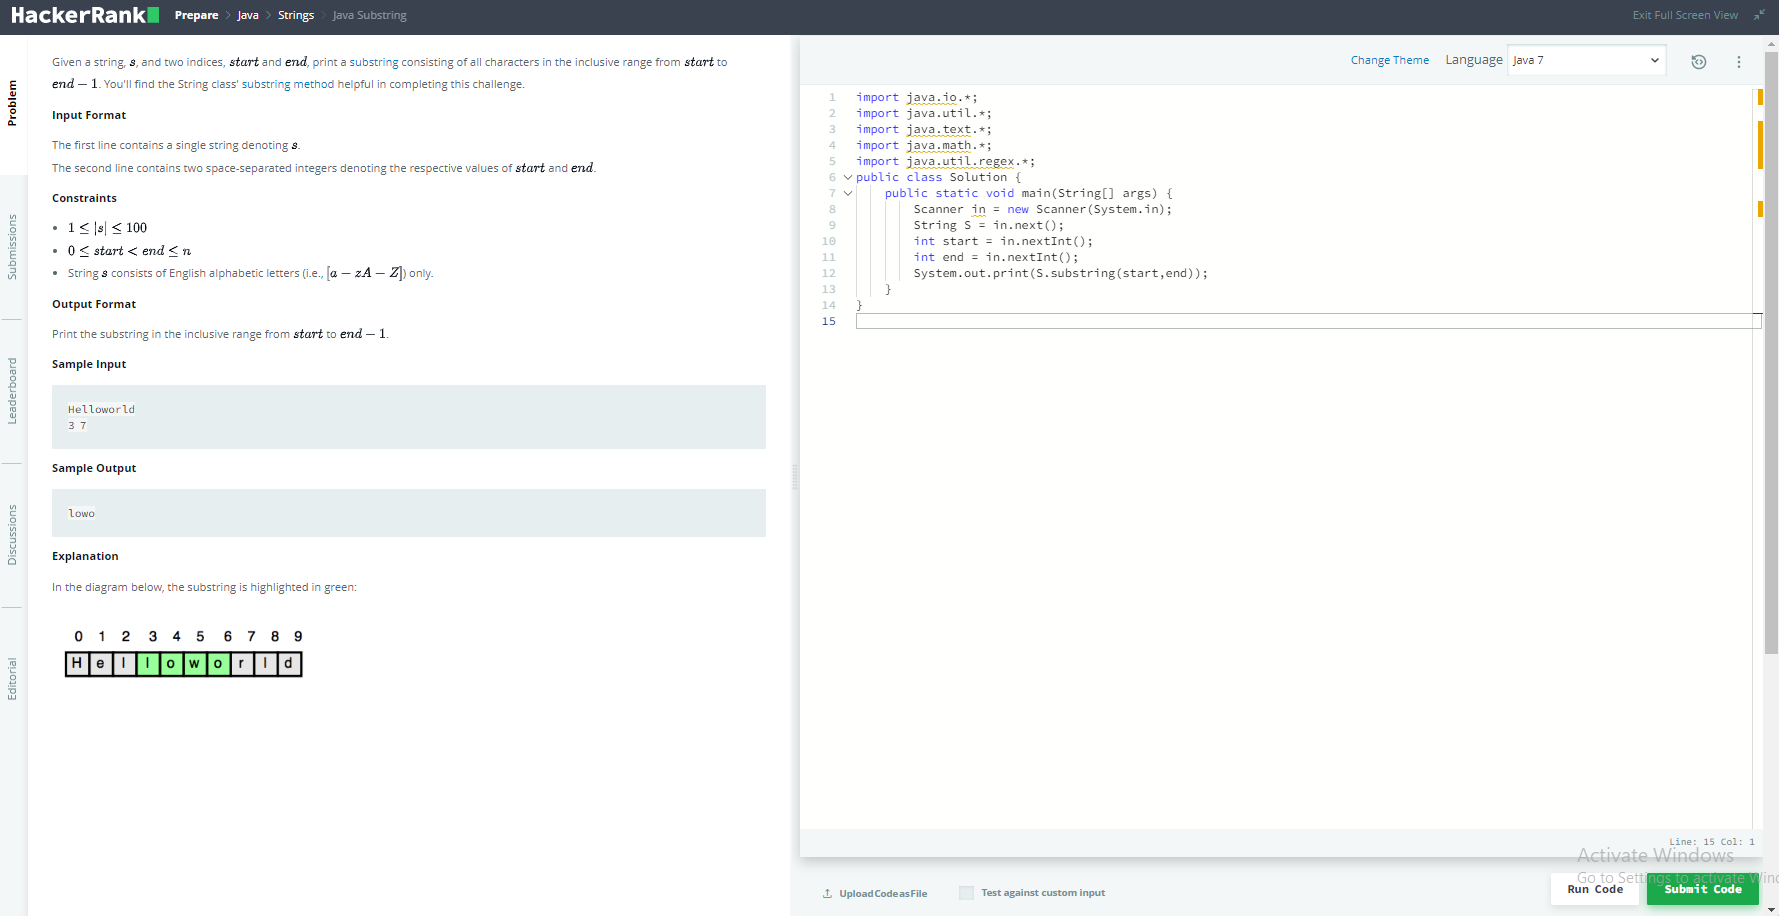 HackerRank Prepare > Java > Strings > Java Substring Exit Full Screen View
Problem
Submissions
Leaderboard
Discussions
Editorial
Given a string, s, and two indices, start and end, print a substring consisting of all characters in the inclusive range from start to
end − 1. You'll find the String class' substring method helpful in completing this challenge.
Input Format
The first line contains a single string denoting s.
The second line contains two space-separated integers denoting the respective values of start and end.
Constraints
• 1 ≤ |s| ≤ 100
• 0 ≤ start < end ≤ n
• String s consists of English alphabetic letters (i.e., [a − zA − Z]) only.
Output Format
Print the substring in the inclusive range from start to end − 1.
Sample Input
Helloworld
3 7
Sample Output
lowo
Explanation
In the diagram below, the substring is highlighted in green:
0 1 2 3 4 5 6 7 8 9
H e l l o w o r l d
Change Theme Language Java 7
1 import java.io.*;
2 import java.util.*;
3 import java.text.*;
4 import java.math.*;
5 import java.util.regex.*;
6 public class Solution {
7 public static void main(String[] args) {
8 Scanner in = new Scanner(System.in);
9 String S = in.next();
10 int start = in.nextInt();
11 int end = in.nextInt();
12 System.out.print(S.substring(start,end));
13 }
14 }
15
Line: 15 Col: 1
Activate Windows
Go to Settings to activate Win
Upload Code as File Test against custom input Run Code Submit Code